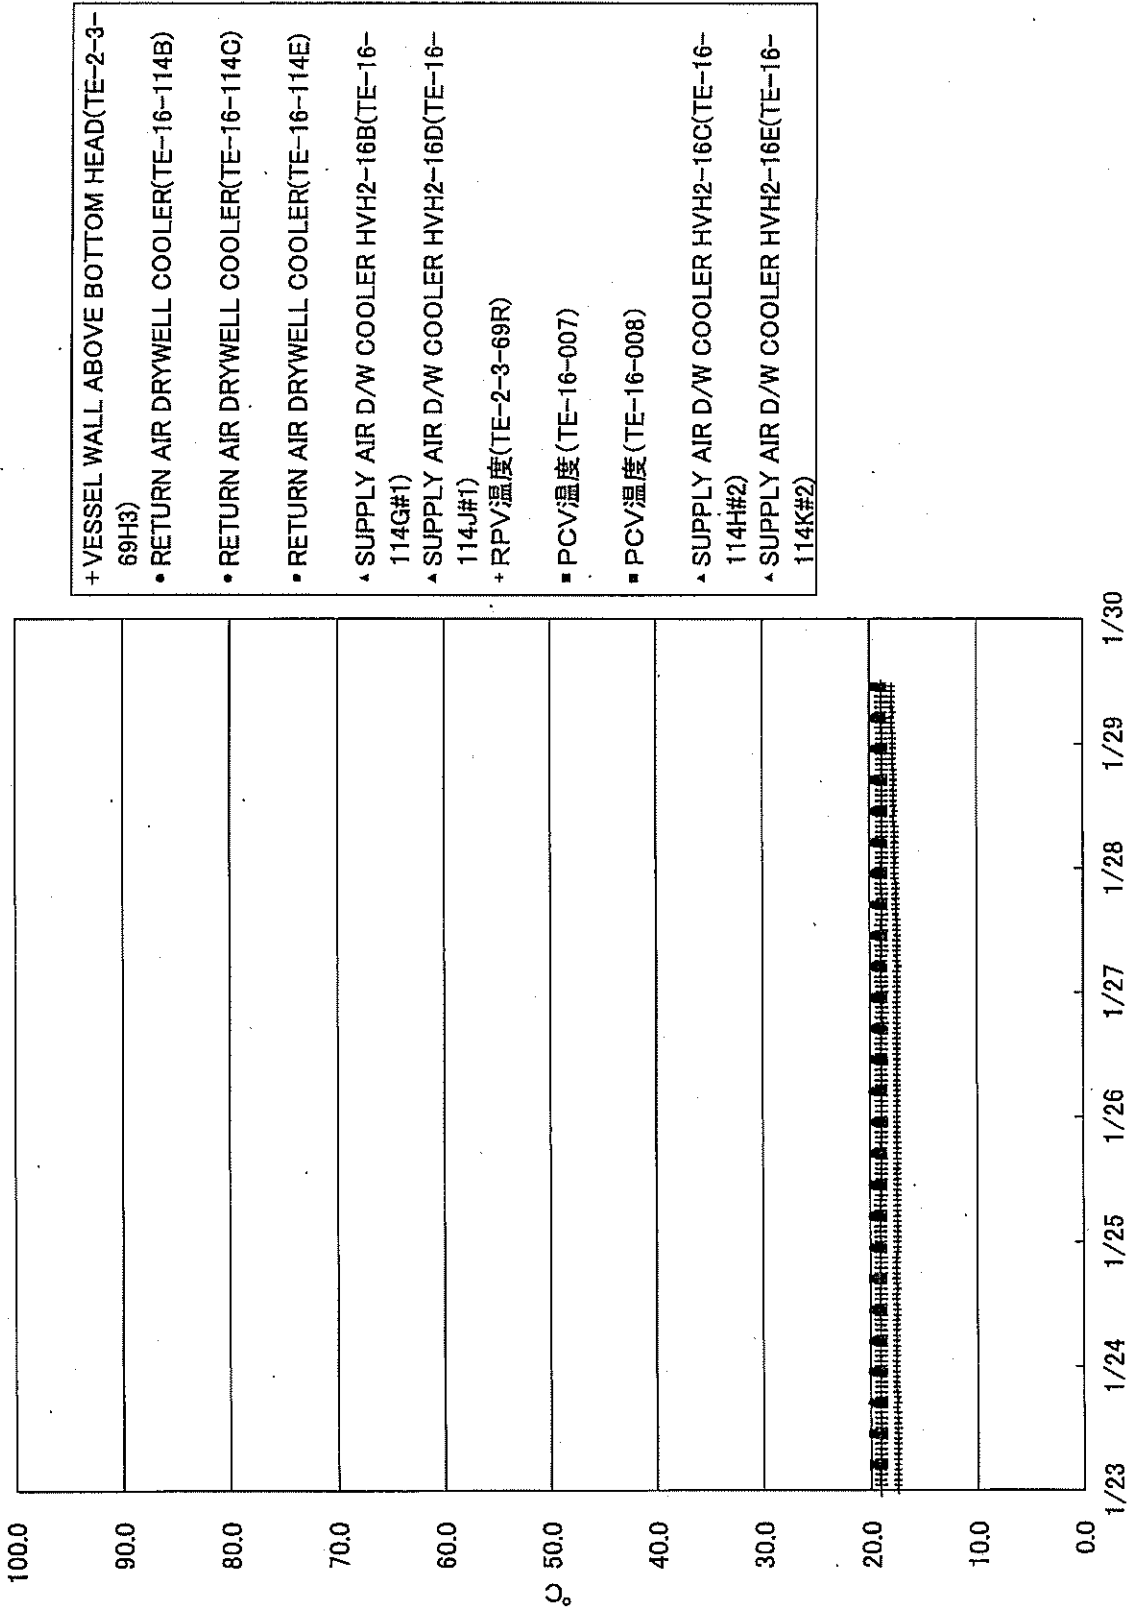 100.0
90.0
80.0
70.0
60.0
50.0
40.0
30.0
20.0
10.0
0.0
°C
1/23
1/24
1/25
1/26
1/27
1/28
1/29
1/30
+VESSEL WALL ABOVE BOTTOM HEAD(TE-2-3-
69H3)
• RETURN AIR DRYWELL COOLER(TE-16-114B)
• RETURN AIR DRYWELL COOLER(TE-16-114C)
• RETURN AIR DRYWELL COOLER(TE-16-114E)
▲ SUPPLY AIR D/W COOLER HVH2-16B(TE-16-
114G#1)
▲ SUPPLY AIR D/W COOLER HVH2-16D(TE-16-
114J#1)
+ RPV温度(TE-2-3-69R)
■ PCV温度(TE-16-007)
■ PCV温度(TE-16-008)
▲ SUPPLY AIR D/W COOLER HVH2-16C(TE-16-
114H#2)
▲ SUPPLY AIR D/W COOLER HVH2-16E(TE-16-
114K#2)